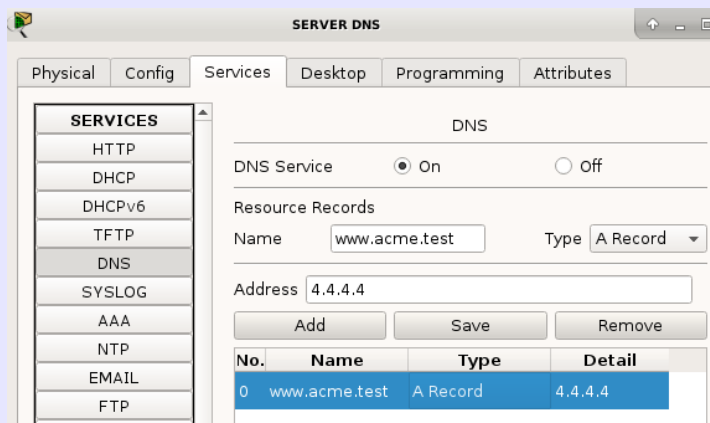 SERVER DNS
Physical Config Services Desktop Programming Attributes
SERVICES
HTTP
DHCP
DHCPv6
TFTP
DNS
SYSLOG
AAA
NTP
EMAIL
FTP
DNS
DNS Service On Off
Resource Records
Name www.acme.test Type A Record
Address 4.4.4.4
Add Save Remove
No. Name Type Detail
0 www.acme.test A Record 4.4.4.4